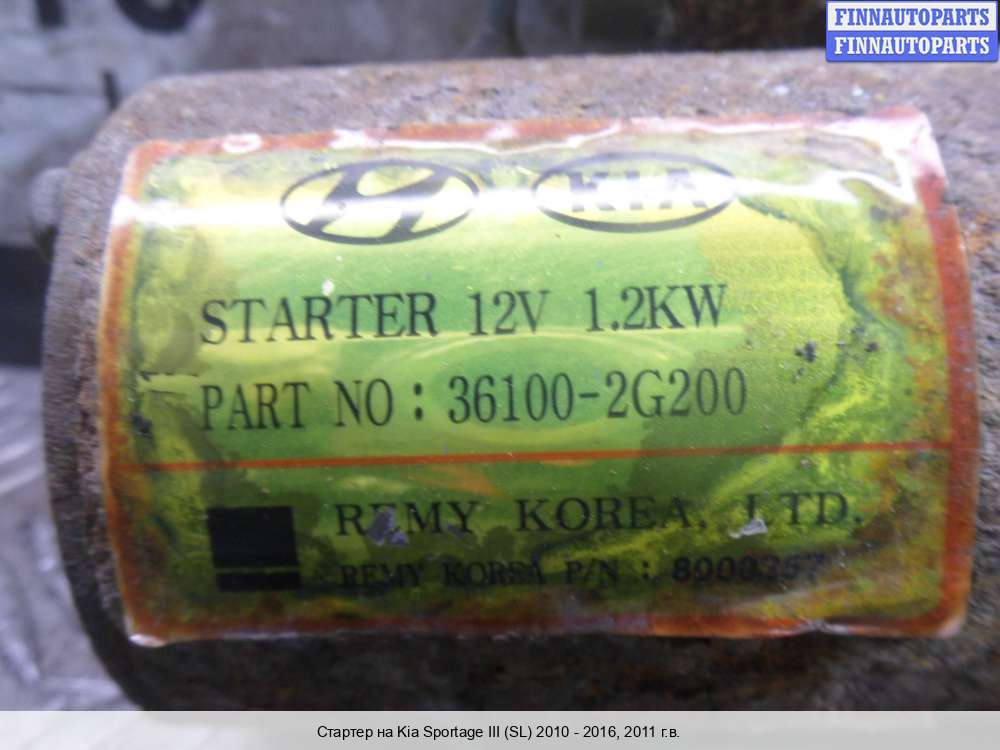 FINNAUTOPARTS
FINNAUTOPARTS
KIA
STARTER 12V 1.2KW
PART NO : 36100-2G200
REMY KOREA, LTD.
REMY KOREA P/N :
Стартер на Kia Sportage III (SL) 2010 - 2016, 2011 г.в.